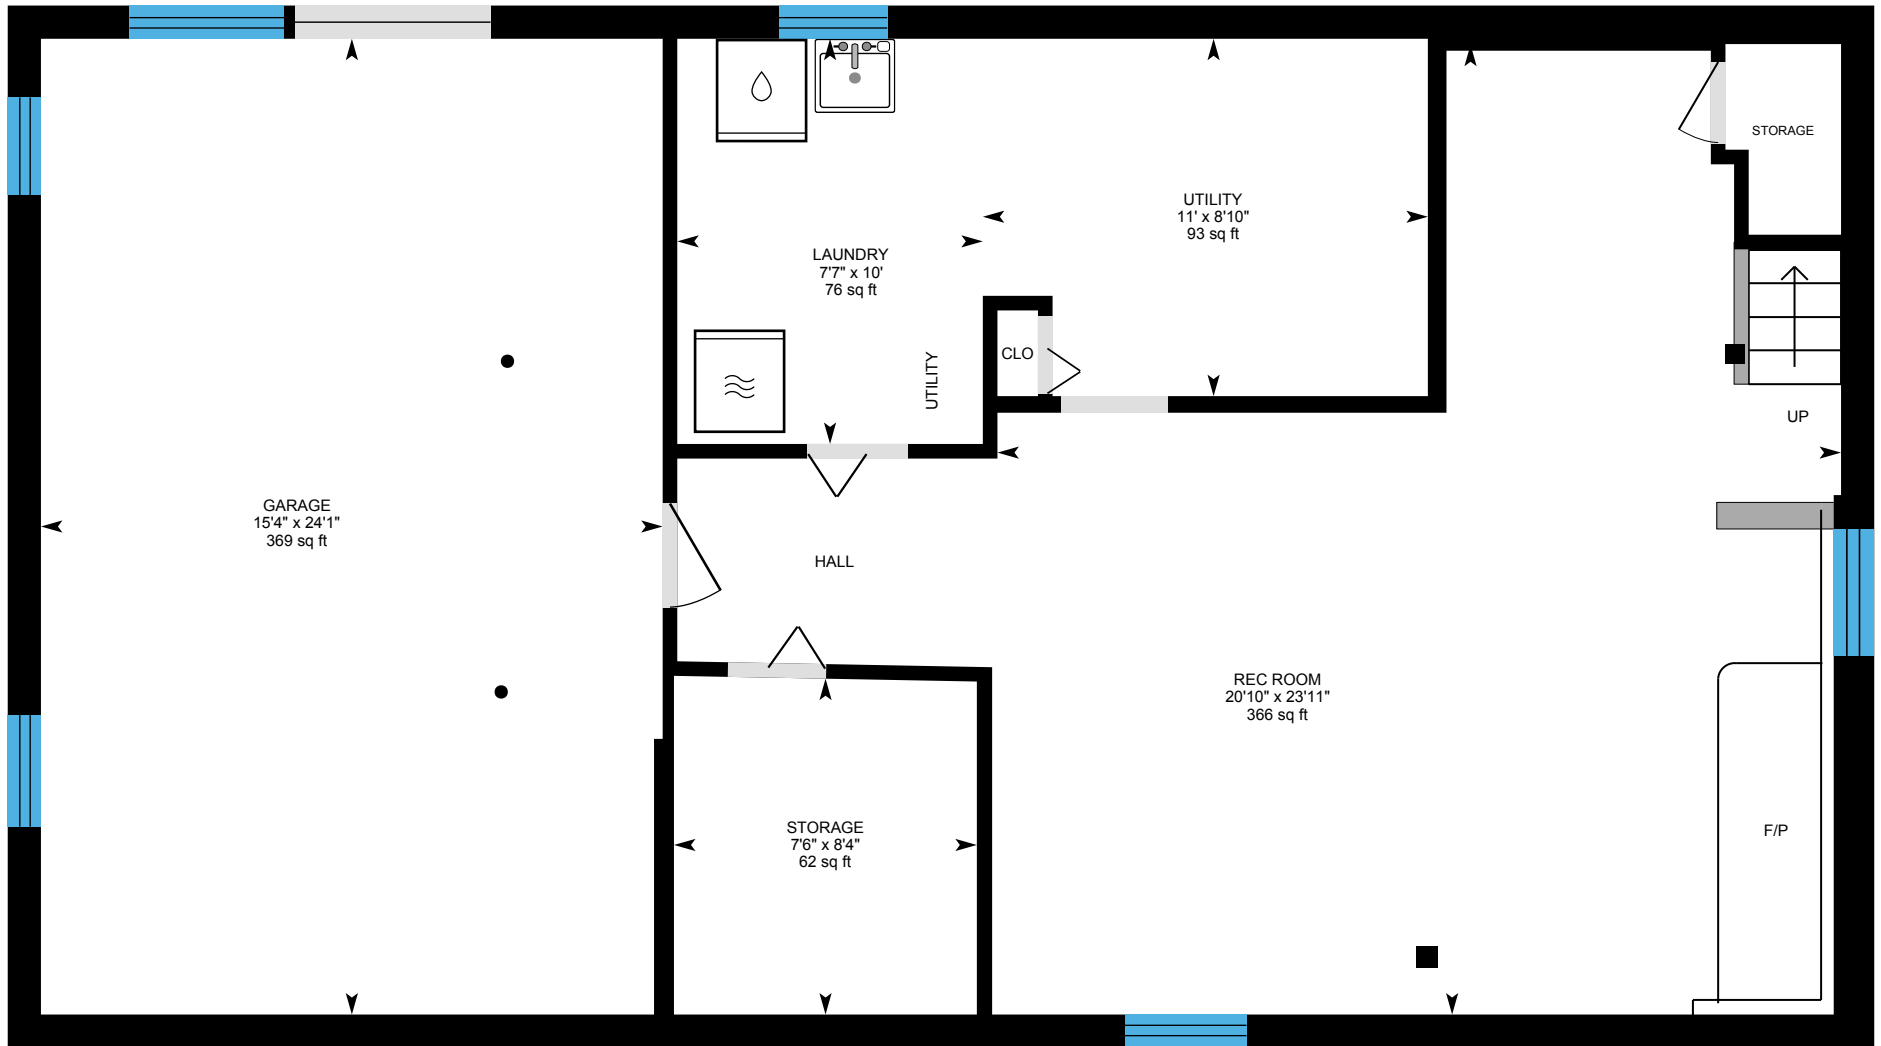 STORAGE
UTILITY
11' x 8'10"
93 sq ft
LAUNDRY
7'7" x 10'
76 sq ft
CLO
UTILITY
UP
GARAGE
15'4" x 24'1"
369 sq ft
HALL
REC ROOM
20'10" x 23'11"
366 sq ft
STORAGE
7'6" x 8'4"
62 sq ft
F/P